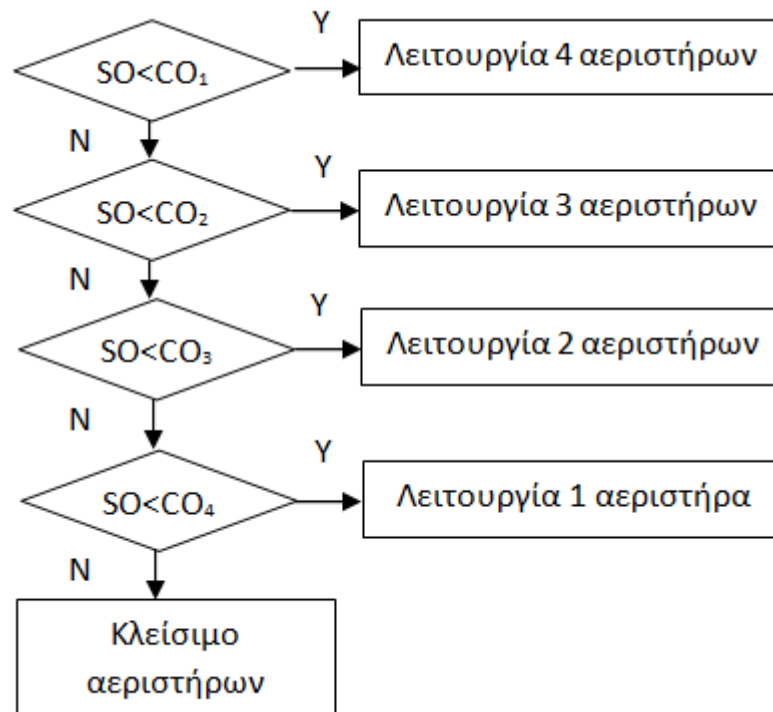 Y
SO<CO₁
Λειτουργία 4 αεριστήρων
N
Y
SO<CO₂
Λειτουργία 3 αεριστήρων
N
Y
SO<CO₃
Λειτουργία 2 αεριστήρων
N
Y
SO<CO₄
Λειτουργία 1 αεριστήρα
N
Κλείσιμο
αεριστήρων